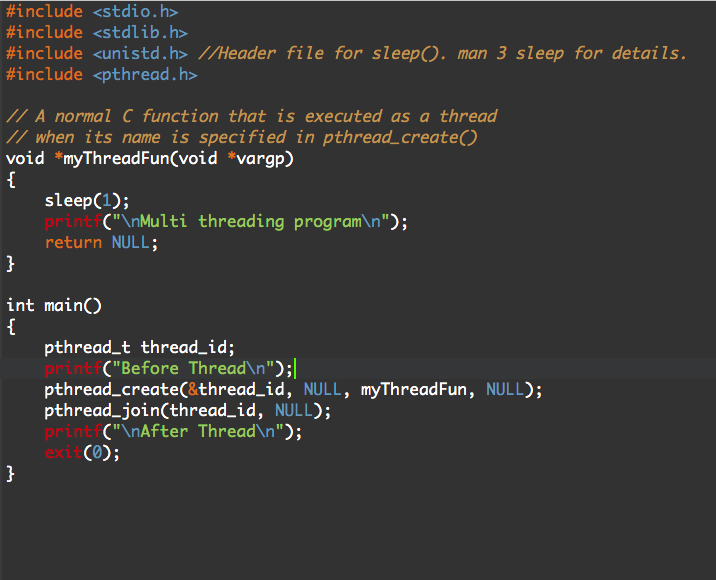 #include <stdio.h>
#include <stdlib.h>
#include <unistd.h> //Header file for sleep(). man 3 sleep for details.
#include <pthread.h>

// A normal C function that is executed as a thread
// when its name is specified in pthread_create()
void *myThreadFun(void *vargp)
{
    sleep(1);
    printf("\nMulti threading program\n");
    return NULL;
}

int main()
{
    pthread_t thread_id;
    printf("Before Thread\n");
    pthread_create(&thread_id, NULL, myThreadFun, NULL);
    pthread_join(thread_id, NULL);
    printf("\nAfter Thread\n");
    exit(0);
}